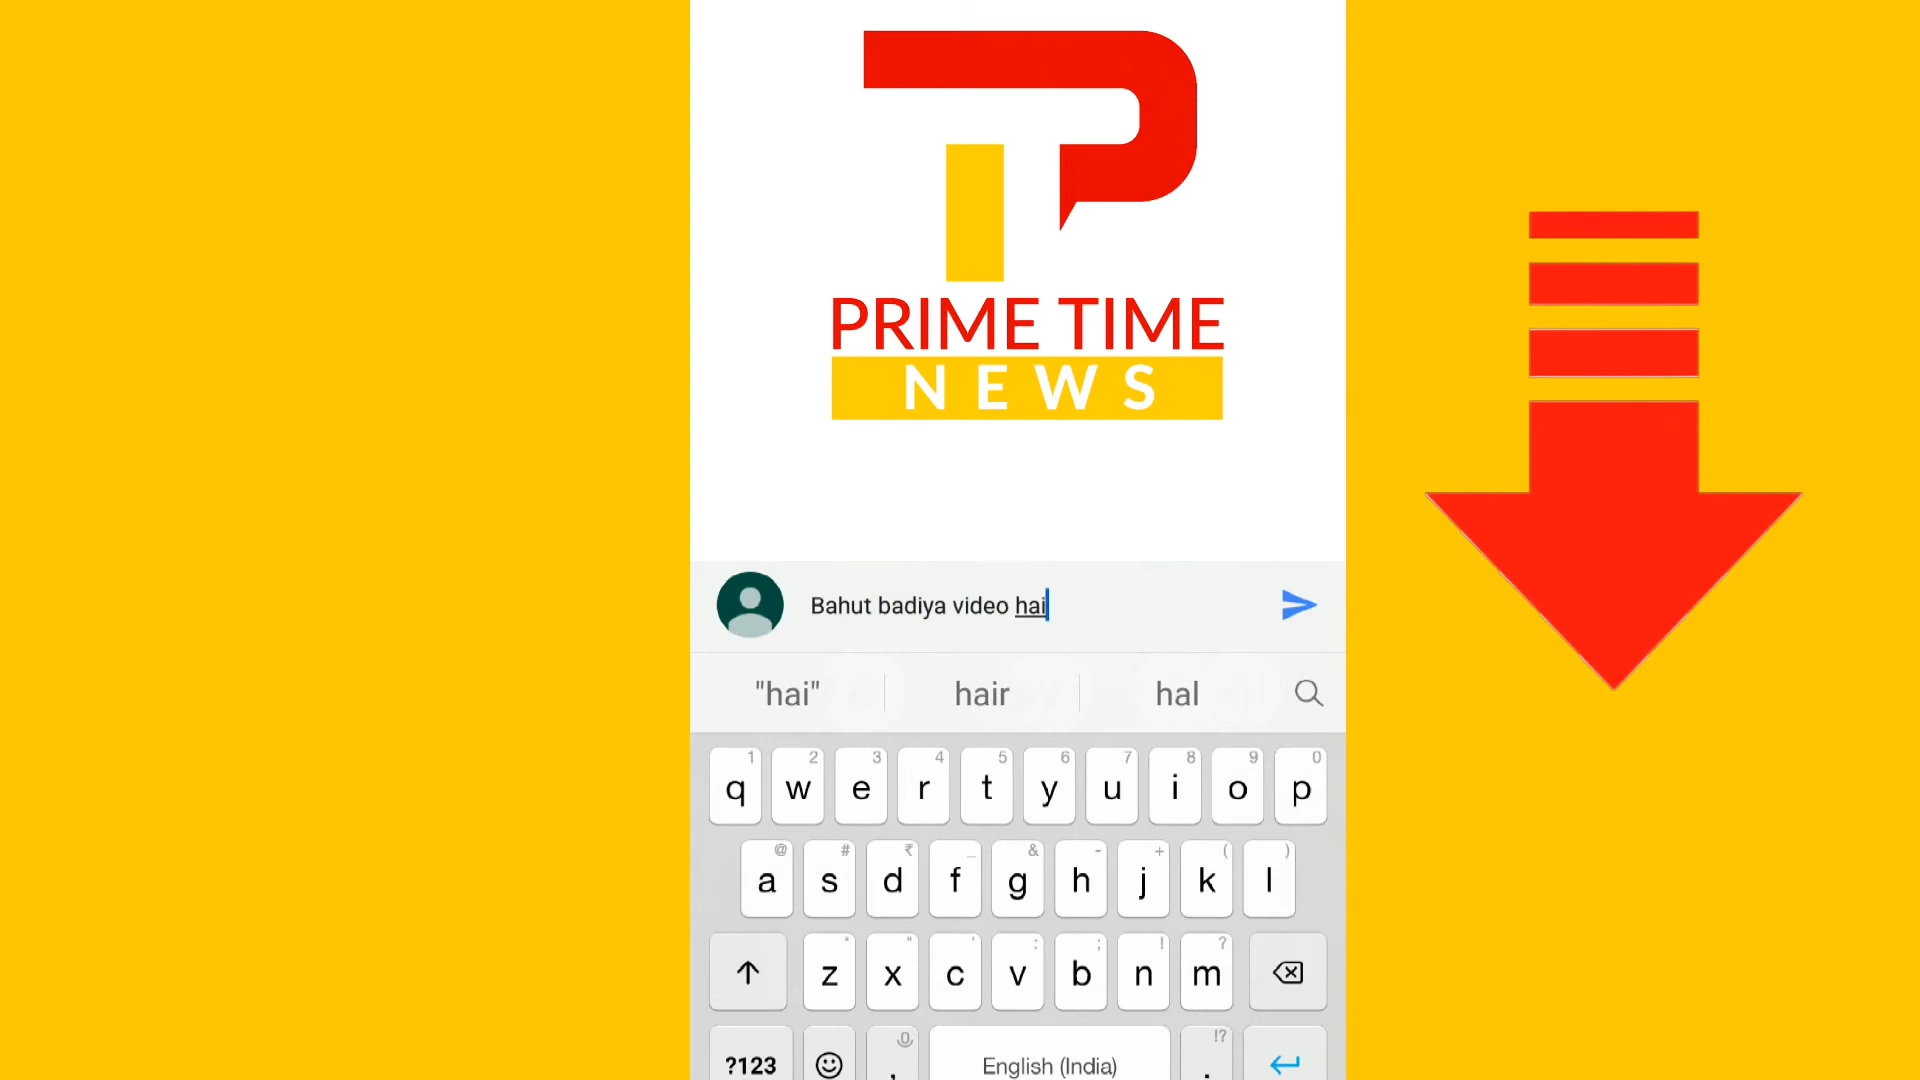 PRIME TIME
NEWS
Bahut badiya video hai
"hai" hair hal
1 2 3 4 5 6 7 8 9 0
q w e r t y u i o p
@ # ₹ _ & - + ( )
a s d f g h j k l
* " ' : ; ! ?
z x c v b n m
!?
?123 , English (India) .